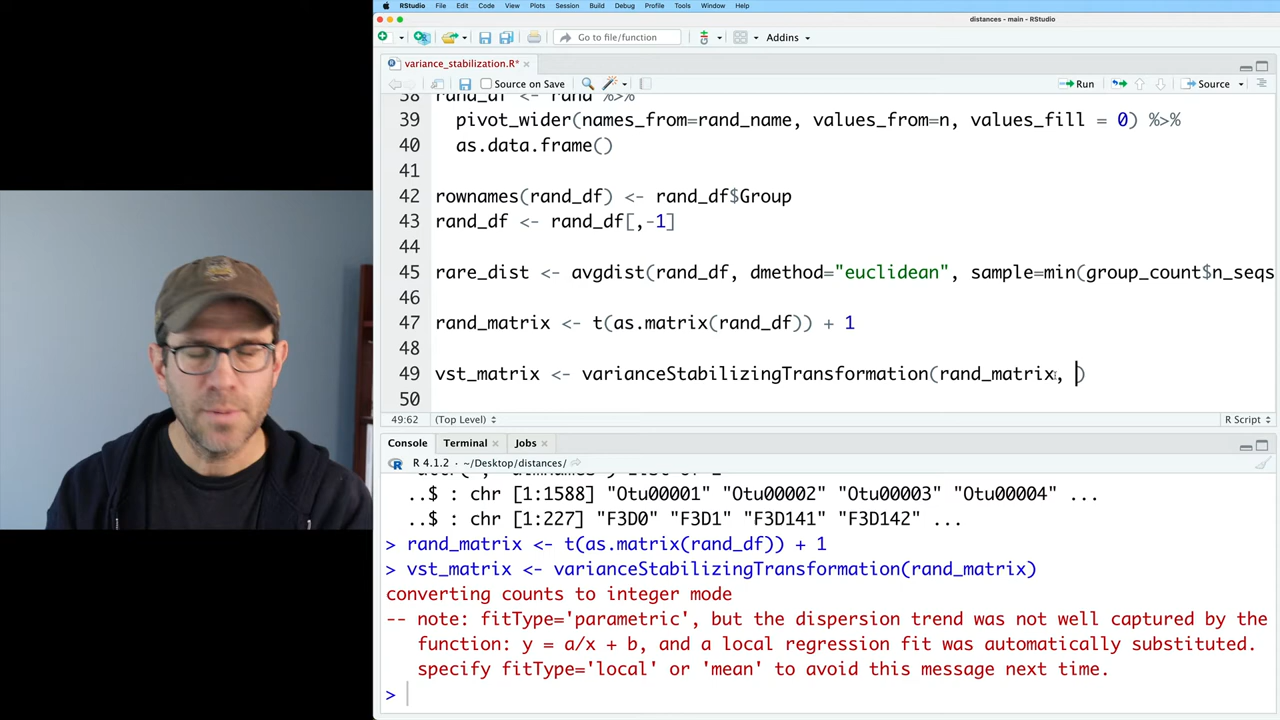 RStudio File Edit Code View Plots Session Build Debug Profile Tools Window Help
distances - main - RStudio
Go to file/function Addins
variance_stabilization.R*
Source on Save Run Source
38 rand_df <- rand %>%
39 pivot_wider(names_from=rand_name, values_from=n, values_fill = 0) %>%
40 as.data.frame()
41
42 rownames(rand_df) <- rand_df$Group
43 rand_df <- rand_df[,-1]
44
45 rare_dist <- avgdist(rand_df, dmethod="euclidean", sample=min(group_count$n_seqs
46
47 rand_matrix <- t(as.matrix(rand_df)) + 1
48
49 vst_matrix <- varianceStabilizingTransformation(rand_matrix, )
50
49:62 (Top Level) R Script
Console Terminal Jobs
R 4.1.2 · ~/Desktop/distances/
..$ : chr [1:1588] "Otu00001" "Otu00002" "Otu00003" "Otu00004" ...
..$ : chr [1:227] "F3D0" "F3D1" "F3D141" "F3D142" ...
> rand_matrix <- t(as.matrix(rand_df)) + 1
> vst_matrix <- varianceStabilizingTransformation(rand_matrix)
converting counts to integer mode
-- note: fitType='parametric', but the dispersion trend was not well captured by the
function: y = a/x + b, and a local regression fit was automatically substituted.
specify fitType='local' or 'mean' to avoid this message next time.
>